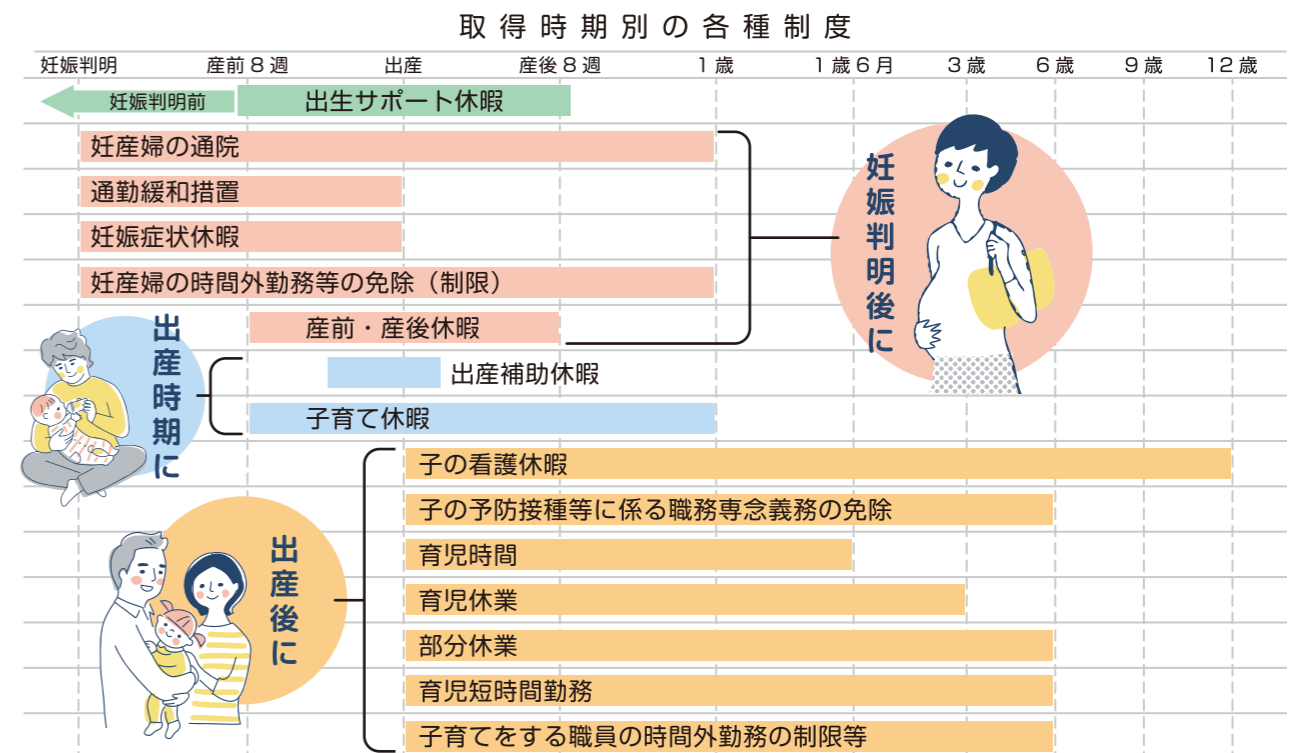 取得時期別の各種制度
妊娠判明 産前8週 出産 産後8週 1歳 1歳6月 3歳 6歳 9歳 12歳
妊娠判明前 出生サポート休暇
妊産婦の通院
通勤緩和措置
妊娠症状休暇
妊産婦の時間外勤務等の免除（制限）
産前・産後休暇
妊娠判明後に
出産補助休暇
子育て休暇
出産時期に
子の看護休暇
子の予防接種等に係る職務専念義務の免除
育児時間
育児休業
部分休業
育児短時間勤務
子育てをする職員の時間外勤務の制限等
出産後に